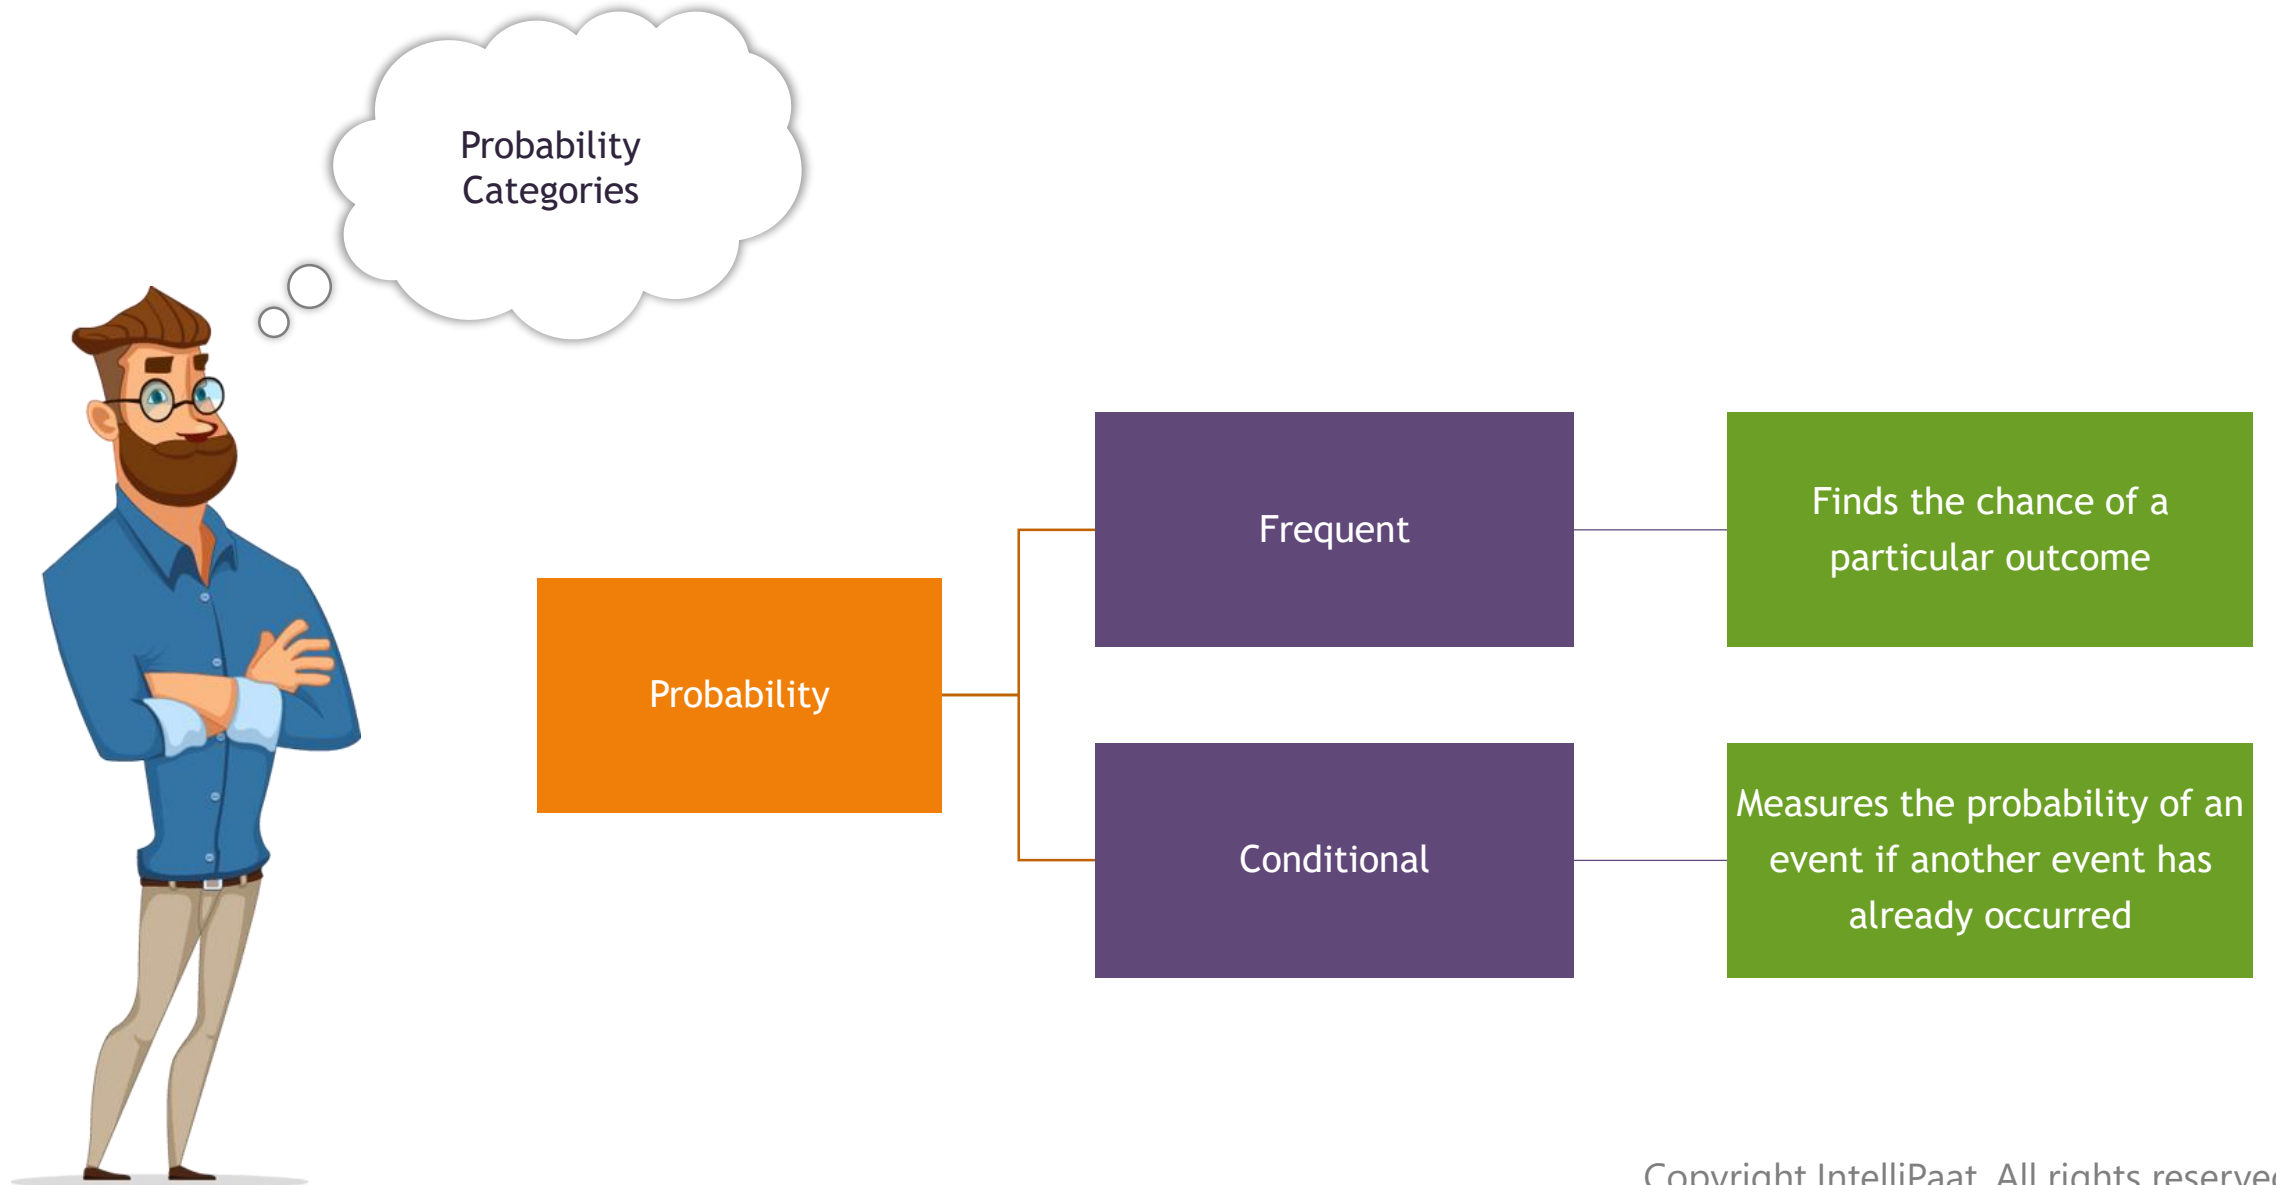 Probability
Categories
Probability
Frequent
Finds the chance of a
particular outcome
Conditional
Measures the probability of an
event if another event has
already occurred
Copyright IntelliPaat. All rights reserved